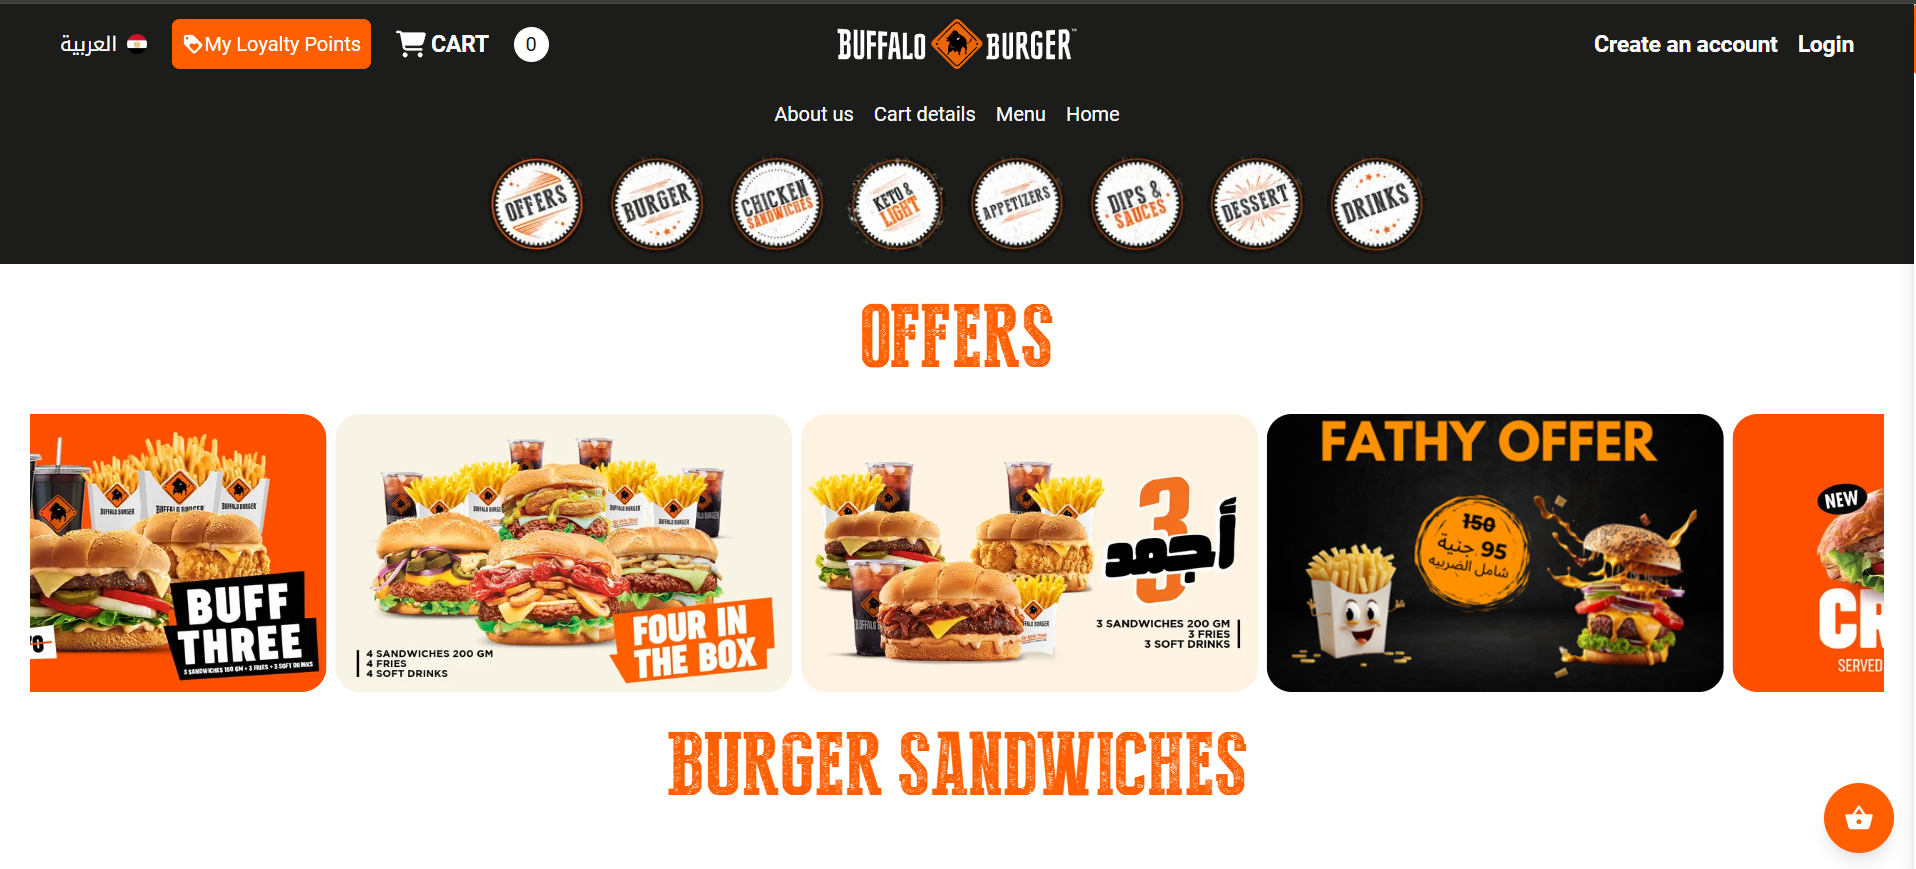 العربية
My Loyalty Points
CART
0
BUFFALO BURGER™
Create an account
Login
About us
Cart details
Menu
Home
OFFERS
BURGER
CHICKEN
SANDWICHES
KETO &
LIGHT
APPETIZERS
DIPS &
SAUCES
DESSERT
DRINKS
OFFERS
BUFFALO BURGER
BUFF
THREE
3 SANDWICHES 150 GM + 3 FRIES + 3 SOFT DRINKS
4 SANDWICHES 200 GM
4 FRIES
4 SOFT DRINKS
FOUR IN
THE BOX
3
أجمد
3 SANDWICHES 200 GM
3 FRIES
3 SOFT DRINKS
FATHY OFFER
150
95 جنية
شامل الضريبه
NEW
CR
SERVED
BURGER SANDWICHES